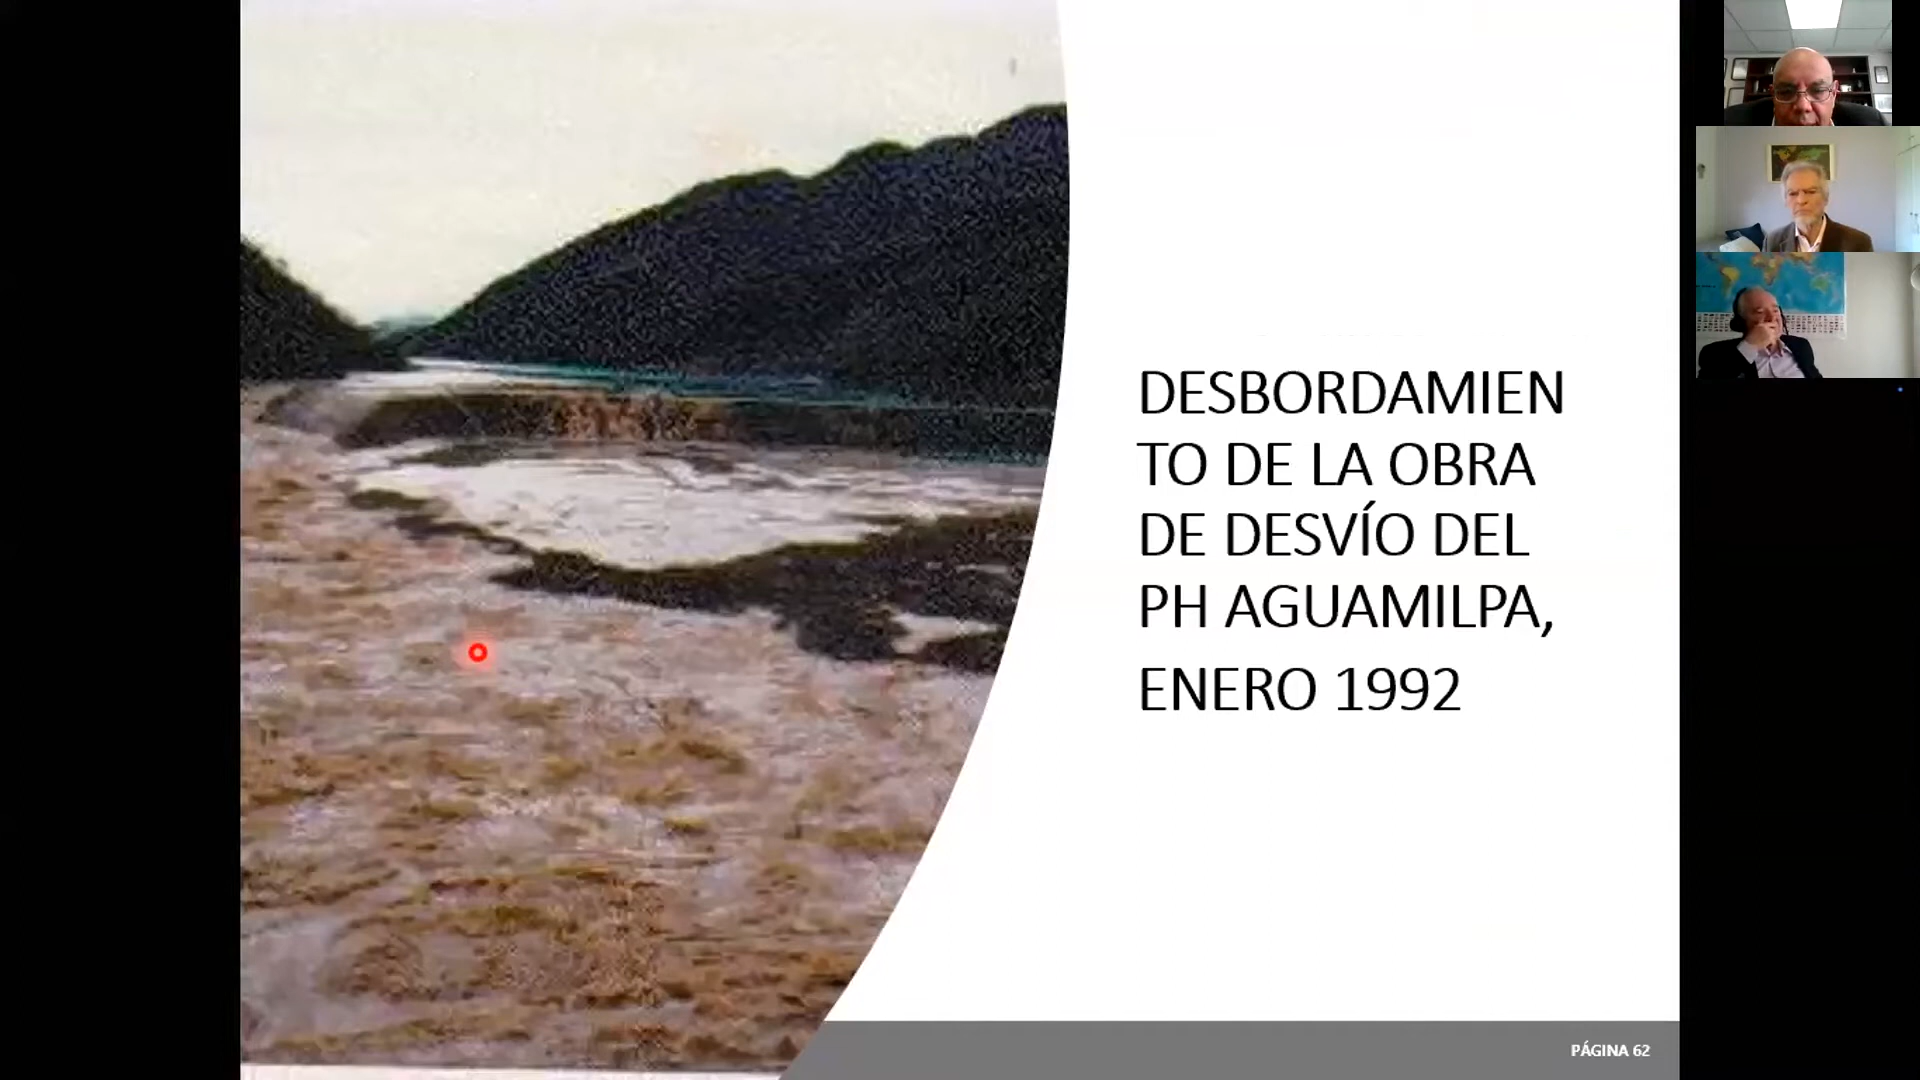 DESBORDAMIEN
TO DE LA OBRA
DE DESVÍO DEL
PH AGUAMILPA,
ENERO 1992
PÁGINA 62